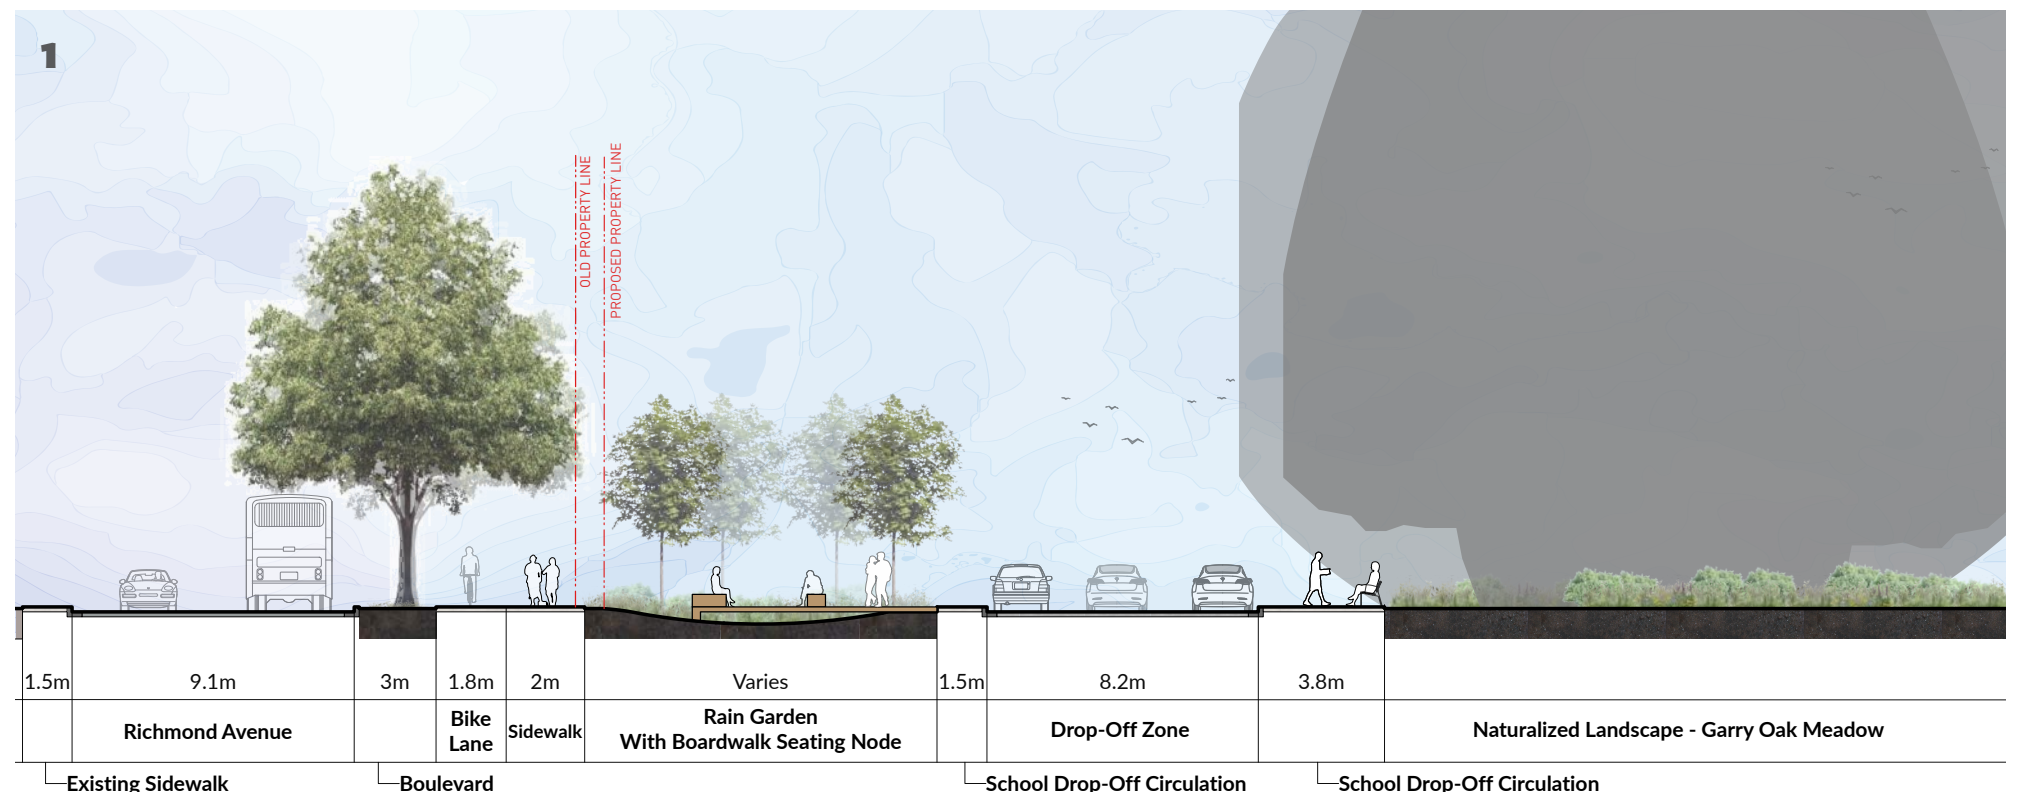 1
OLD PROPERTY LINE
PROPOSED PROPERTY LINE
1.5m
9.1m
3m
1.8m
2m
Varies
1.5m
8.2m
3.8m
Richmond Avenue
Bike
Lane
Sidewalk
Rain Garden
With Boardwalk Seating Node
Drop-Off Zone
Naturalized Landscape - Garry Oak Meadow
Existing Sidewalk
Boulevard
School Drop-Off Circulation
School Drop-Off Circulation